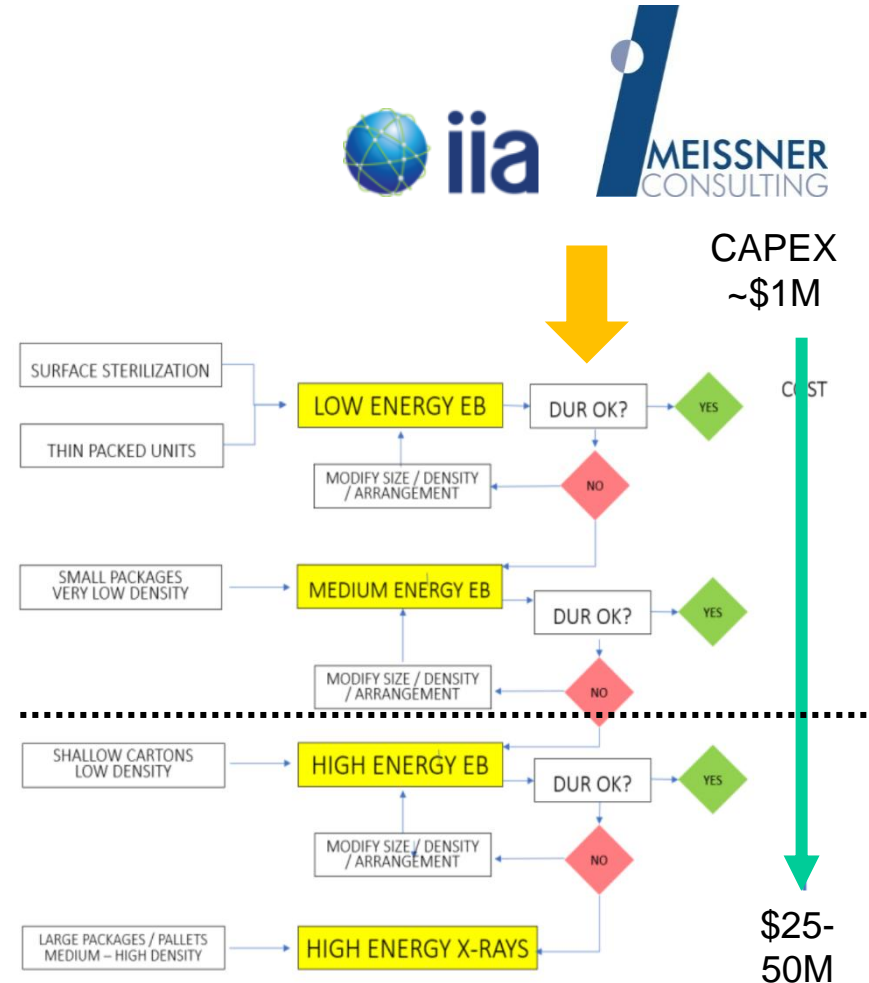 iia
MEISSNER
CONSULTING
CAPEX
~$1M
SURFACE STERILIZATION
THIN PACKED UNITS
LOW ENERGY EB
DUR OK?
YES
COST
MODIFY SIZE / DENSITY
/ ARRANGEMENT
NO
SMALL PACKAGES
VERY LOW DENSITY
MEDIUM ENERGY EB
DUR OK?
YES
MODIFY SIZE / DENSITY
/ ARRANGEMENT
NO
SHALLOW CARTONS
LOW DENSITY
HIGH ENERGY EB
DUR OK?
YES
MODIFY SIZE / DENSITY
/ ARRANGEMENT
NO
LARGE PACKAGES / PALLETS
MEDIUM – HIGH DENSITY
HIGH ENERGY X-RAYS
$25-
50M